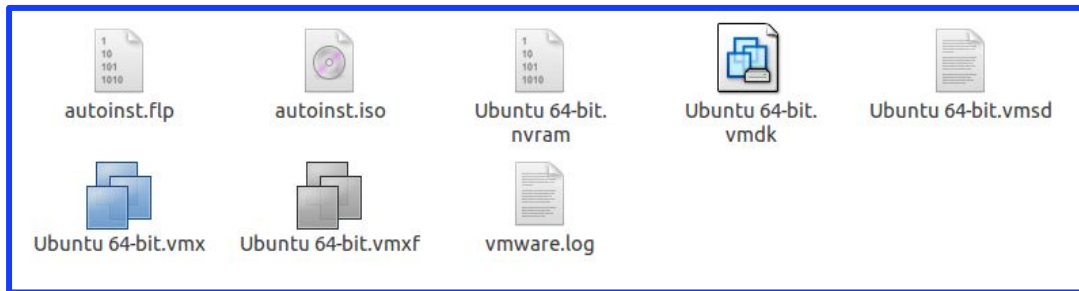 1
10
101
1010
autoinst.flp
autoinst.iso
1
10
101
1010
Ubuntu 64-bit.
nvram
Ubuntu 64-bit.
vmdk
Ubuntu 64-bit.vmsd
Ubuntu 64-bit.vmx
Ubuntu 64-bit.vmxf
vmware.log